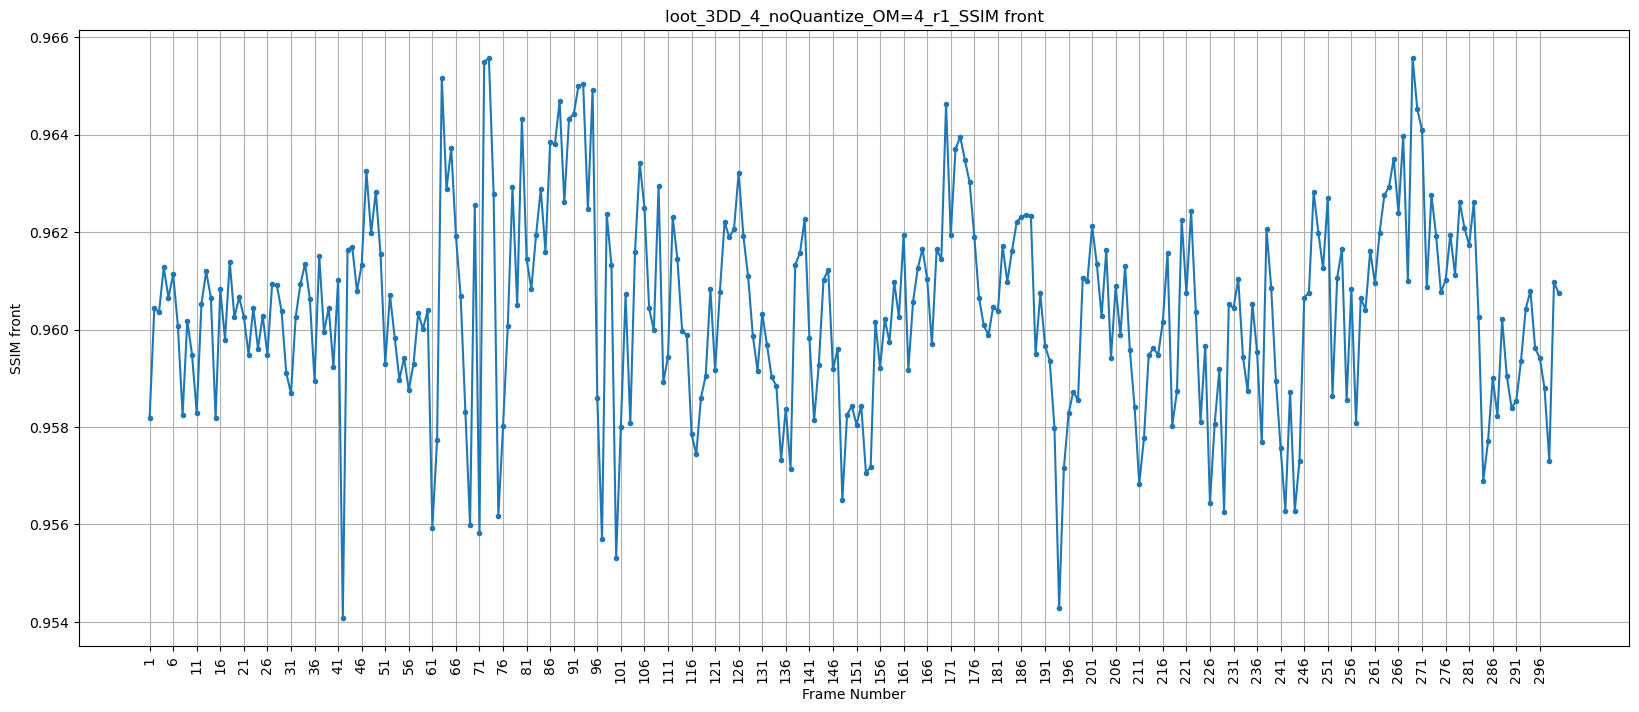 loot_3DD_4_noQuantize_OM=4_r1_SSIM front
0.966
0.964
0.962
0.960
0.958
0.956
0.954
SSIM front
1 6 11 16 21 26 31 36 41 46 51 56 61 66 71 76 81 86 91 96 101 106 111 116 121 126 131 136 141 146 151 156 161 166 171 176 181 186 191 196 201 206 211 216 221 226 231 236 241 246 251 256 261 266 271 276 281 286 291 296
Frame Number